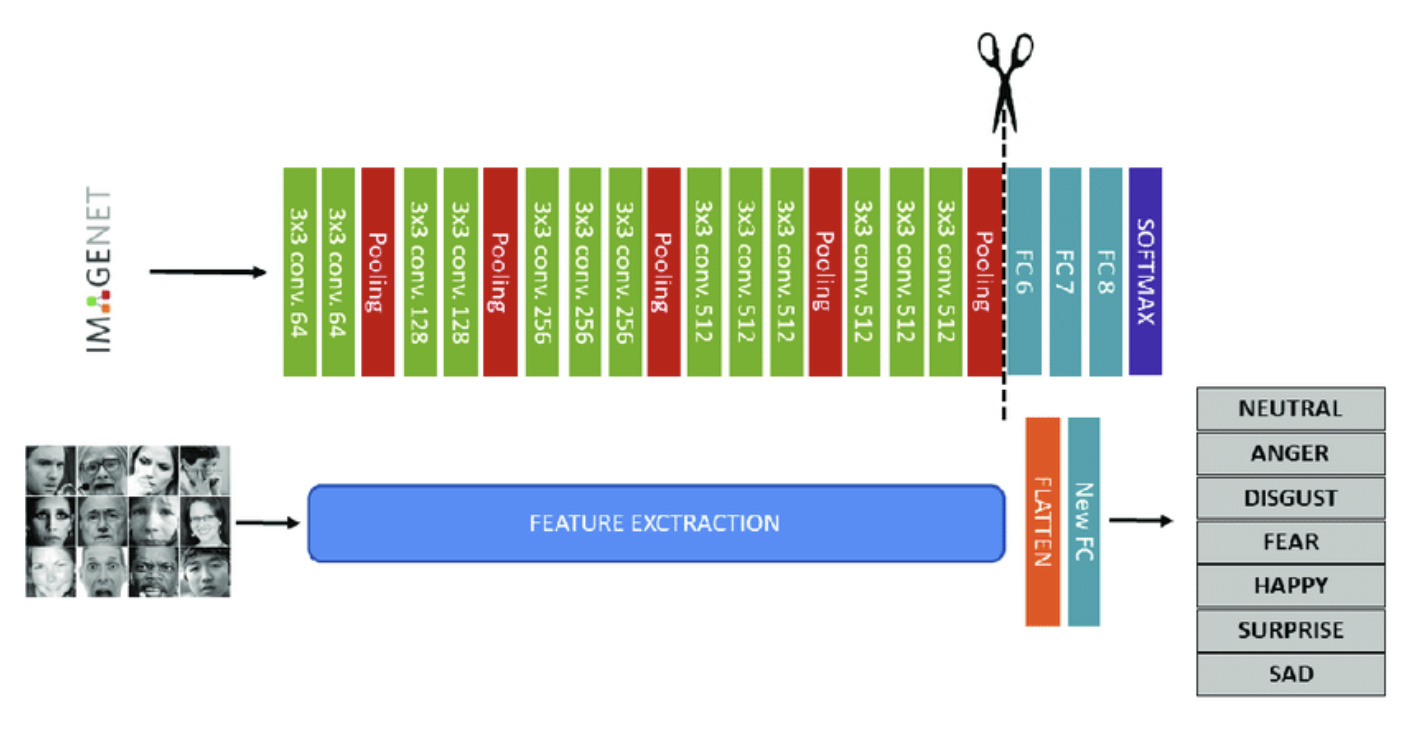 IMAGENET
3x3 conv. 64
3x3 conv. 64
Pooling
3x3 conv. 128
3x3 conv. 128
Pooling
3x3 conv. 256
3x3 conv. 256
3x3 conv. 256
Pooling
3x3 conv. 512
3x3 conv. 512
3x3 conv. 512
Pooling
3x3 conv. 512
3x3 conv. 512
3x3 conv. 512
Pooling
FC 6
FC 7
FC 8
SOFTMAX
FEATURE EXCTRACTION
FLATTEN
New FC
NEUTRAL
ANGER
DISGUST
FEAR
HAPPY
SURPRISE
SAD